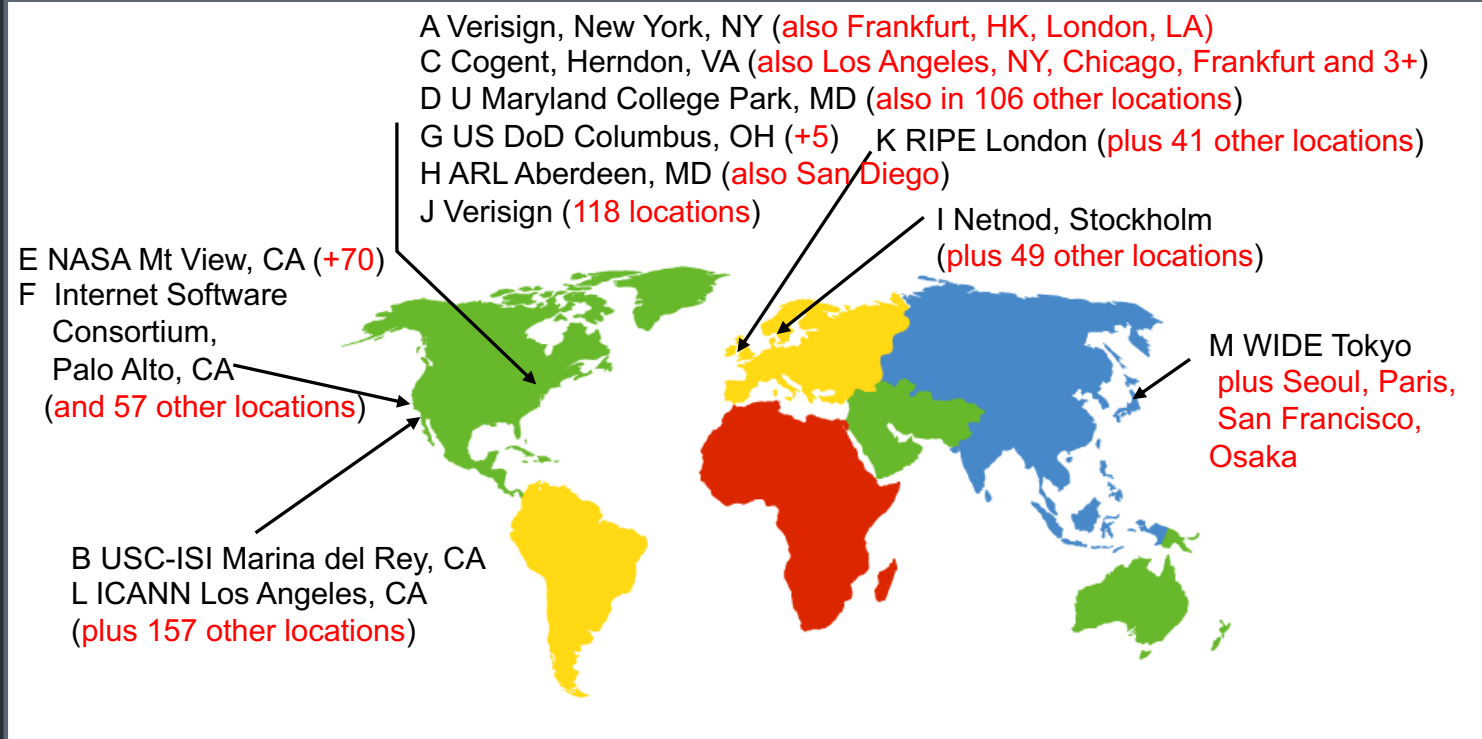 A Verisign, New York, NY (also Frankfurt, HK, London, LA)
C Cogent, Herndon, VA (also Los Angeles, NY, Chicago, Frankfurt and 3+)
D U Maryland College Park, MD (also in 106 other locations)
G US DoD Columbus, OH (+5)
H ARL Aberdeen, MD (also San Diego)
J Verisign (118 locations)
K RIPE London (plus 41 other locations)
I Netnod, Stockholm
(plus 49 other locations)
E NASA Mt View, CA (+70)
F Internet Software
Consortium,
Palo Alto, CA
(and 57 other locations)
M WIDE Tokyo
plus Seoul, Paris,
San Francisco,
Osaka
B USC-ISI Marina del Rey, CA
L ICANN Los Angeles, CA
(plus 157 other locations)